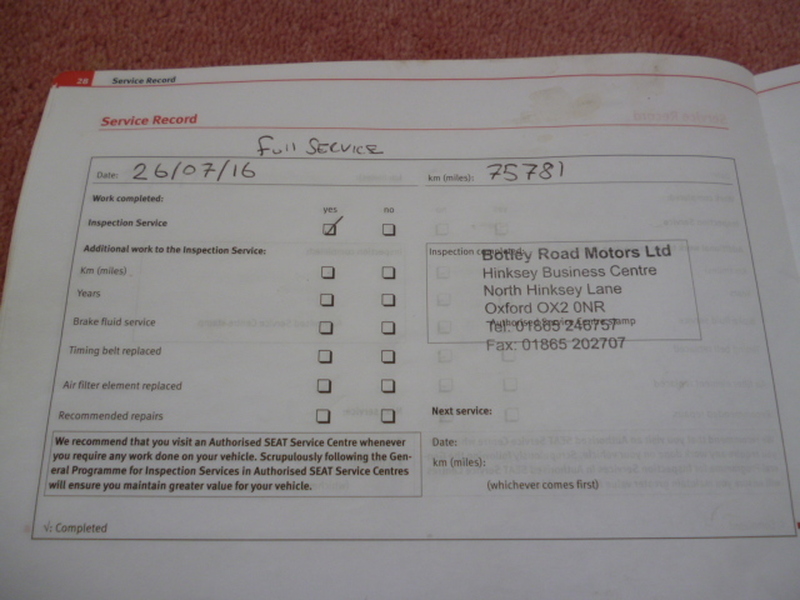 28 Service Record
Service Record
Full SERVICE
Date: 26/07/16 km (miles): 75781
Work completed:
yes no
Inspection Service
Additional work to the Inspection Service:
Km (miles)
Years
Brake fluid service
Timing belt replaced
Air filter element replaced
Recommended repairs
We recommend that you visit an Authorised SEAT Service Centre whenever
you require any work done on your vehicle. Scrupulously following the Gen-
eral Programme for Inspection Services in Authorised SEAT Service Centres
will ensure you maintain greater value for your vehicle.
√: Completed
Inspection completed:
Botley Road Motors Ltd
Hinksey Business Centre
North Hinksey Lane
Oxford OX2 0NR
Authorised Service Centre stamp
Tel: 01865
Fax: 01865 202707
Next service:
Date:
km (miles):
(whichever comes first)